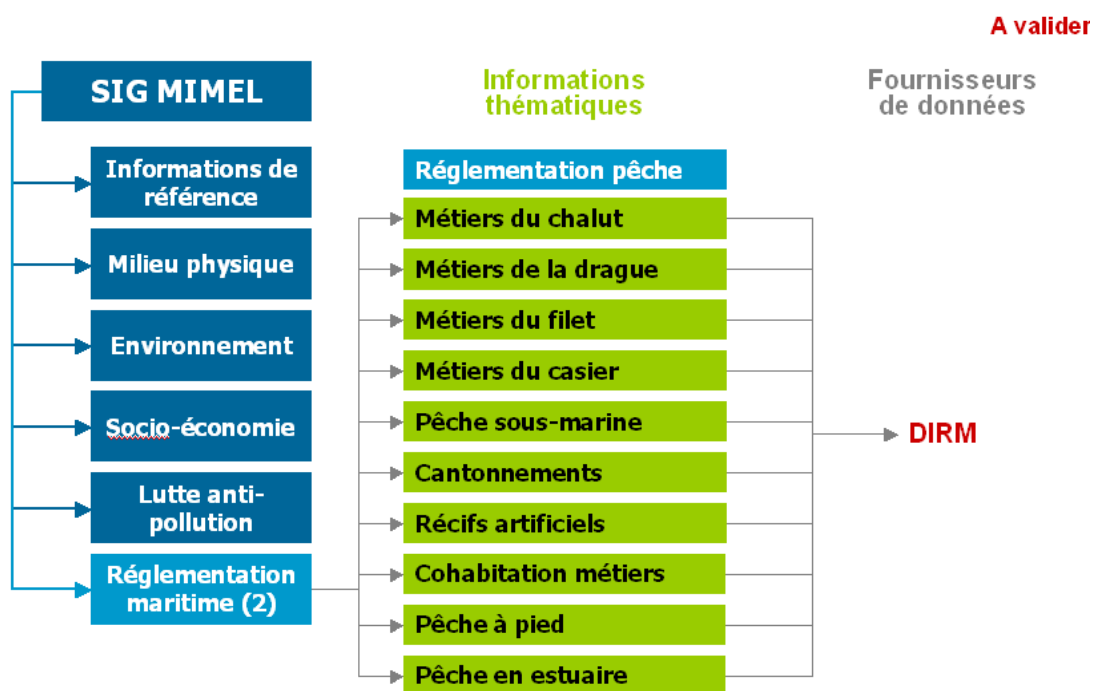 A valider
SIG MIMEL
Informations
thématiques
Fournisseurs
de données
Informations de
référence
Milieu physique
Environnement
Socio-économie
Lutte anti-
pollution
Réglementation
maritime (2)
Réglementation pêche
Métiers du chalut
Métiers de la drague
Métiers du filet
Métiers du casier
Pêche sous-marine
Cantonnements
Récifs artificiels
Cohabitation métiers
Pêche à pied
Pêche en estuaire
DIRM